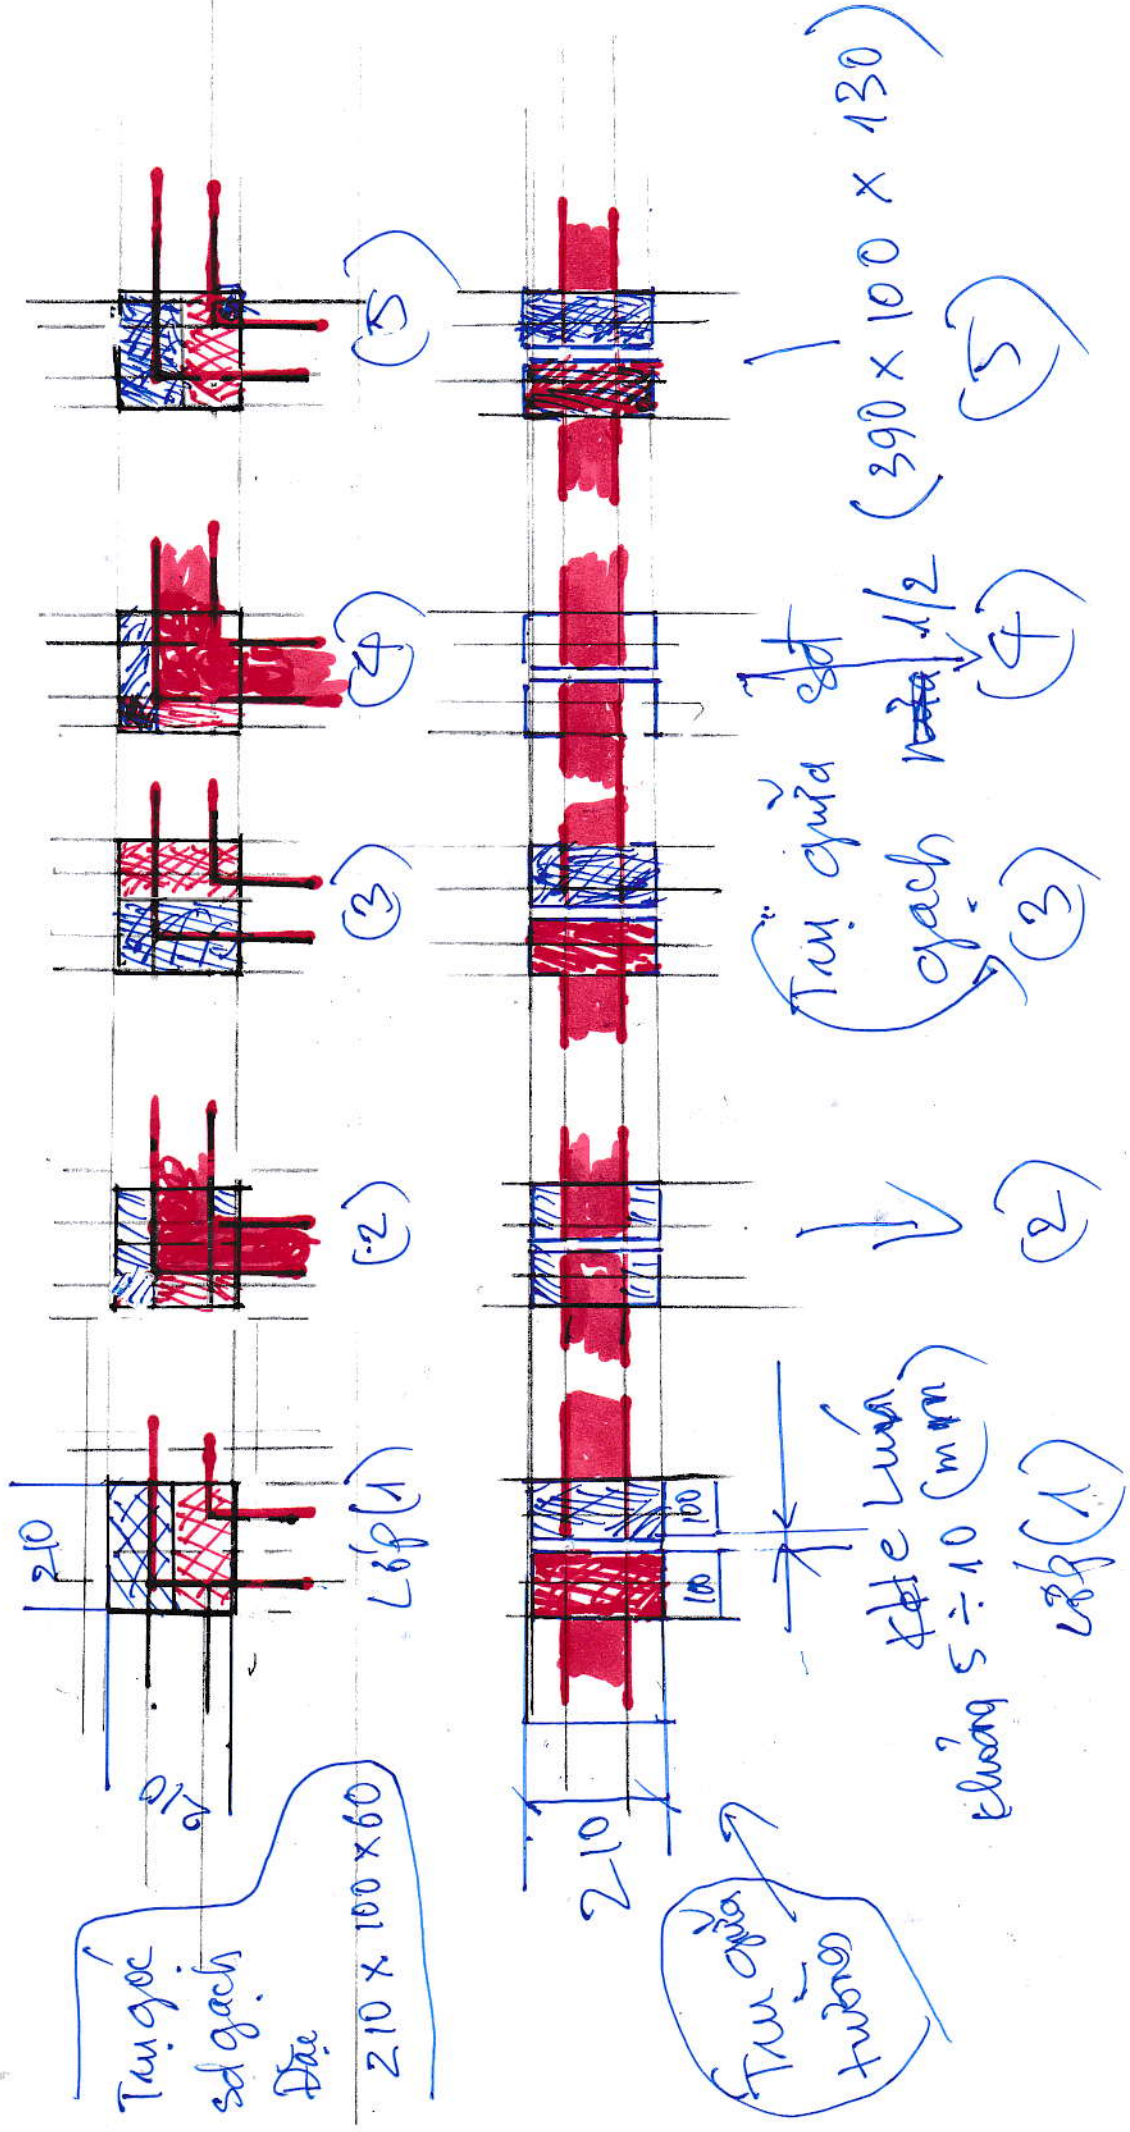 Trụ góc
sd gạch
Đặc
210 x 100 x 60
210
210
Lớp (1)
(2)
(3)
(4)
(5)
Trụ giữa
tường
210
100
100
Khe Lún
khoảng 5 ÷ 10 (mm)
Lớp (1)
(2)
Trụ giữa cột
gạch 1/2 (390 x 100 x 130)
(3)
(4)
(5)